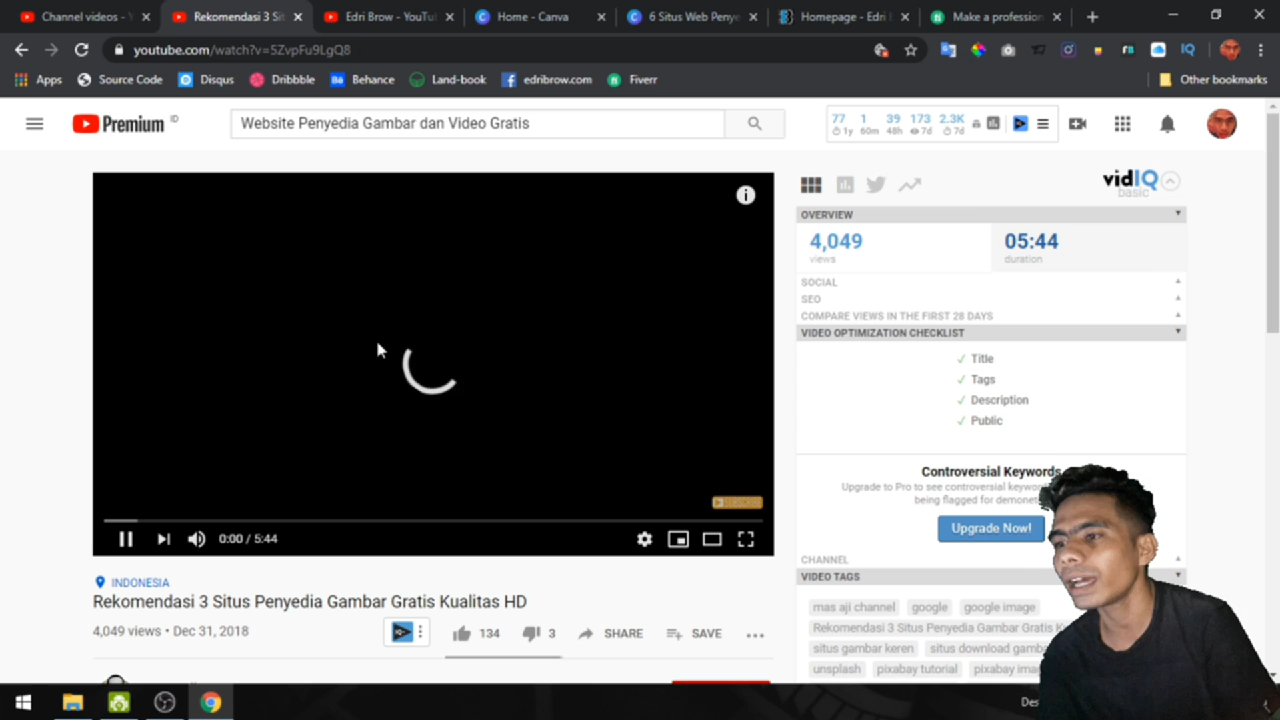 Channel videos - Y
Rekomendasi 3 Sit
Edri Brow - YouTu
Home - Canva
6 Situs Web Penye
Homepage - Edri
Make a profession
youtube.com/watch?v=5ZvpFu9LgQ8
Apps
Source Code
Disqus
Dribbble
Behance
Land-book
edribrow.com
Fiverr
Other bookmarks
Premium ID
Website Penyedia Gambar dan Video Gratis
77 1 39 173 2.3K
1y 60m 48h 7d 7d
vidIQ
basic
OVERVIEW
4,049
views
05:44
duration
SOCIAL
SEO
COMPARE VIEWS IN THE FIRST 28 DAYS
VIDEO OPTIMIZATION CHECKLIST
✓ Title
✓ Tags
✓ Description
✓ Public
Controversial Keywords
Upgrade to Pro to see controversial keywor
being flagged for demonet
Upgrade Now!
CHANNEL
VIDEO TAGS
mas aji channel
google
google image
Rekomendasi 3 Situs Penyedia Gambar Gratis Ku
situs gambar keren
situs download gamba
unsplash
pixabay tutorial
pixabay ima
0:00 / 5:44
INDONESIA
Rekomendasi 3 Situs Penyedia Gambar Gratis Kualitas HD
4,049 views • Dec 31, 2018
134
3
SHARE
SAVE
Des